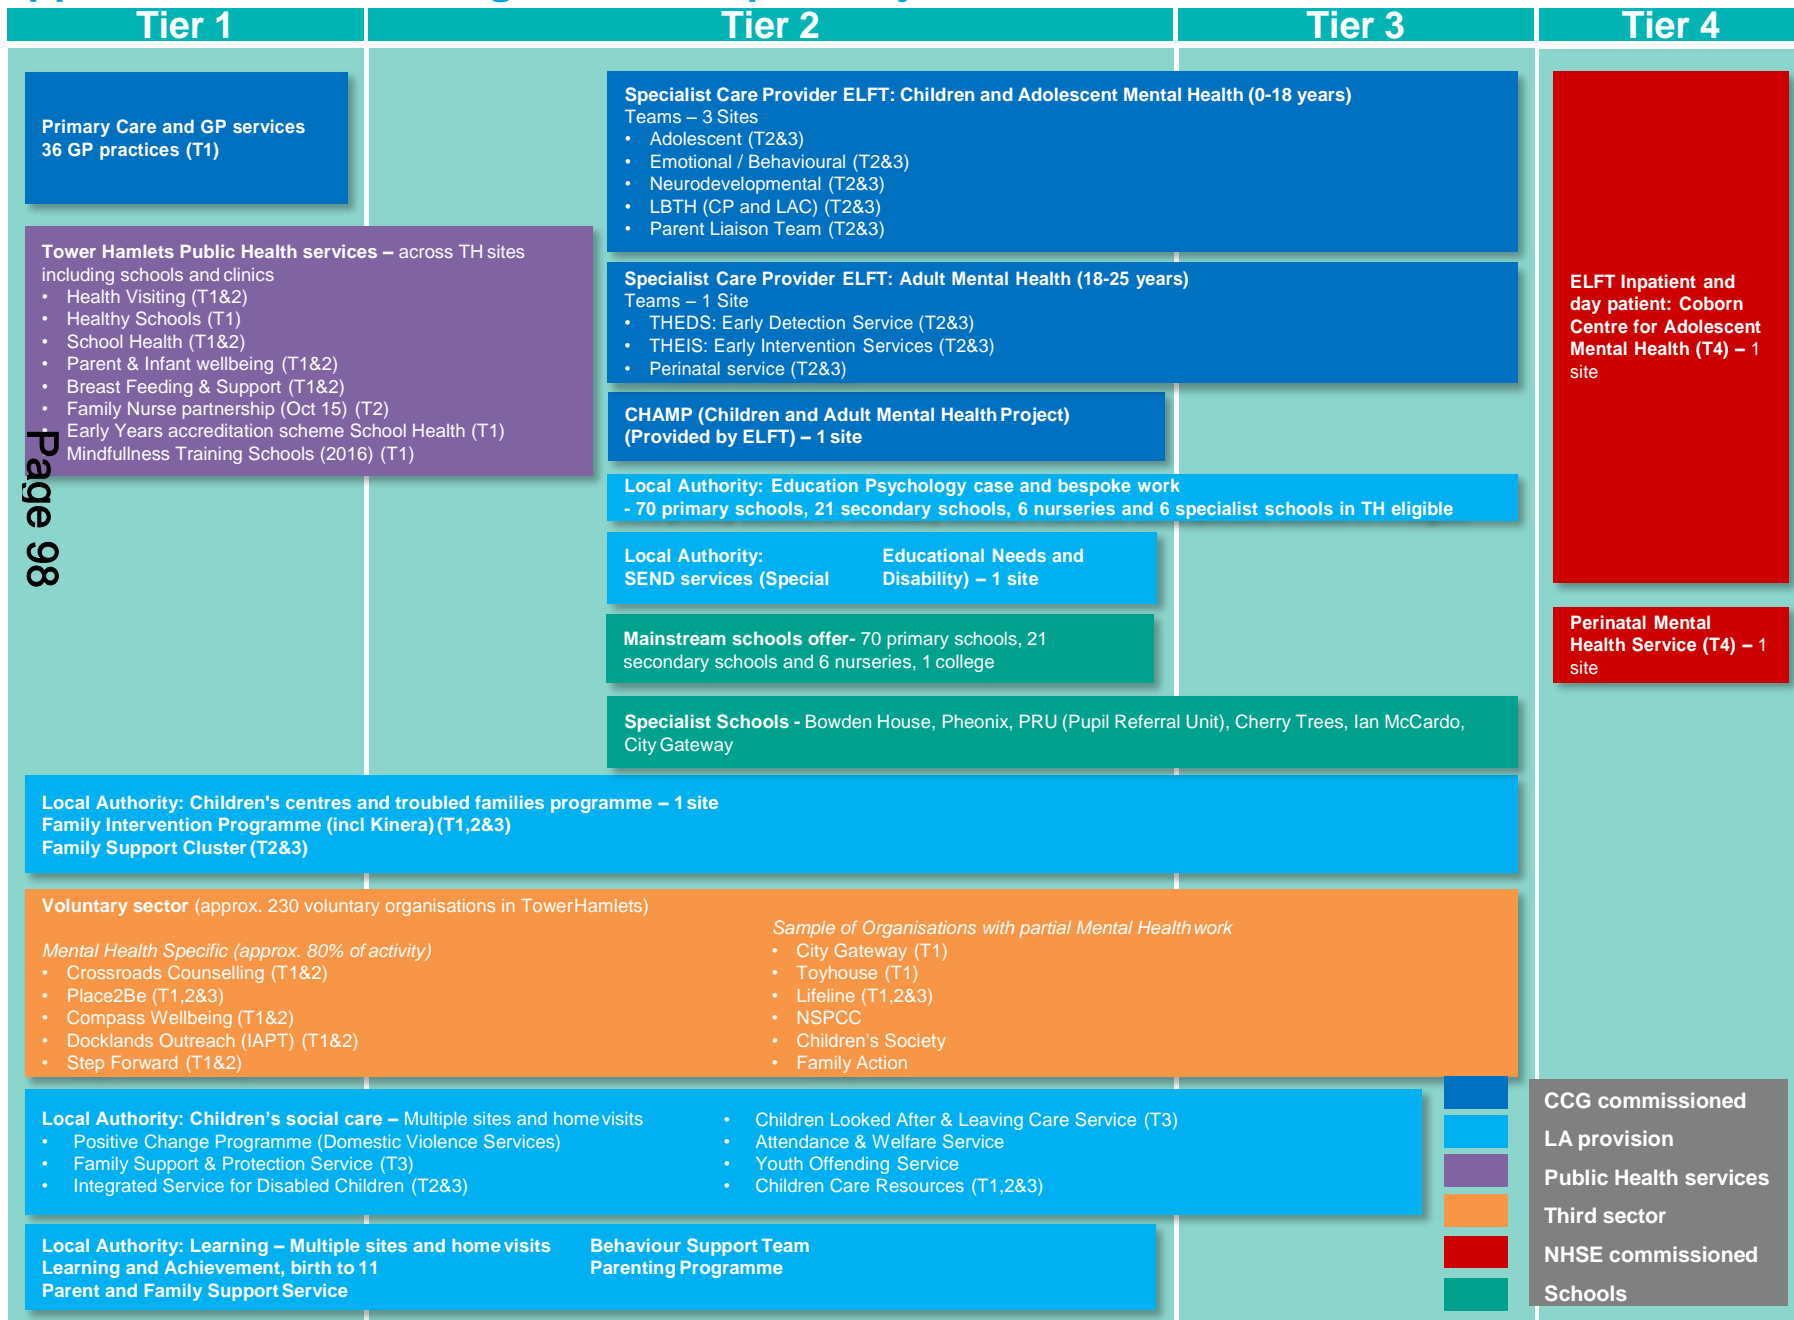 Tier 1
Tier 2
Tier 3
Tier 4
Primary Care and GP services
36 GP practices (T1)
Tower Hamlets Public Health services – across TH sites
including schools and clinics
• Health Visiting (T1&2)
• Healthy Schools (T1)
• School Health (T1&2)
• Parent & Infant wellbeing (T1&2)
• Breast Feeding & Support (T1&2)
• Family Nurse partnership (Oct 15) (T2)
• Early Years accreditation scheme School Health (T1)
Mindfullness Training Schools (2016) (T1)
Page 98
Specialist Care Provider ELFT: Children and Adolescent Mental Health (0-18 years)
Teams – 3 Sites
• Adolescent (T2&3)
• Emotional / Behavioural (T2&3)
• Neurodevelopmental (T2&3)
• LBTH (CP and LAC) (T2&3)
• Parent Liaison Team (T2&3)
Specialist Care Provider ELFT: Adult Mental Health (18-25 years)
Teams – 1 Site
• THEDS: Early Detection Service (T2&3)
• THEIS: Early Intervention Services (T2&3)
• Perinatal service (T2&3)
CHAMP (Children and Adult Mental Health Project)
(Provided by ELFT) – 1 site
Local Authority: Education Psychology case and bespoke work
- 70 primary schools, 21 secondary schools, 6 nurseries and 6 specialist schools in TH eligible
Local Authority:
SEND services (Special
Educational Needs and
Disability) – 1 site
Mainstream schools offer- 70 primary schools, 21
secondary schools and 6 nurseries, 1 college
Specialist Schools - Bowden House, Pheonix, PRU (Pupil Referral Unit), Cherry Trees, Ian McCardo,
City Gateway
ELFT Inpatient and
day patient: Coborn
Centre for Adolescent
Mental Health (T4) – 1
site
Perinatal Mental
Health Service (T4) – 1
site
Local Authority: Children's centres and troubled families programme – 1 site
Family Intervention Programme (incl Kinera) (T1,2&3)
Family Support Cluster (T2&3)
Voluntary sector (approx. 230 voluntary organisations in Tower Hamlets)
Mental Health Specific (approx. 80% of activity)
• Crossroads Counselling (T1&2)
• Place2Be (T1,2&3)
• Compass Wellbeing (T1&2)
• Docklands Outreach (IAPT) (T1&2)
• Step Forward (T1&2)
Sample of Organisations with partial Mental Health work
• City Gateway (T1)
• Toyhouse (T1)
• Lifeline (T1,2&3)
• NSPCC
• Children’s Society
• Family Action
Local Authority: Children’s social care – Multiple sites and home visits
• Positive Change Programme (Domestic Violence Services)
• Family Support & Protection Service (T3)
• Integrated Service for Disabled Children (T2&3)
• Children Looked After & Leaving Care Service (T3)
• Attendance & Welfare Service
• Youth Offending Service
• Children Care Resources (T1,2&3)
Local Authority: Learning – Multiple sites and home visits
Learning and Achievement, birth to 11
Parent and Family Support Service
Behaviour Support Team
Parenting Programme
CCG commissioned
LA provision
Public Health services
Third sector
NHSE commissioned
Schools